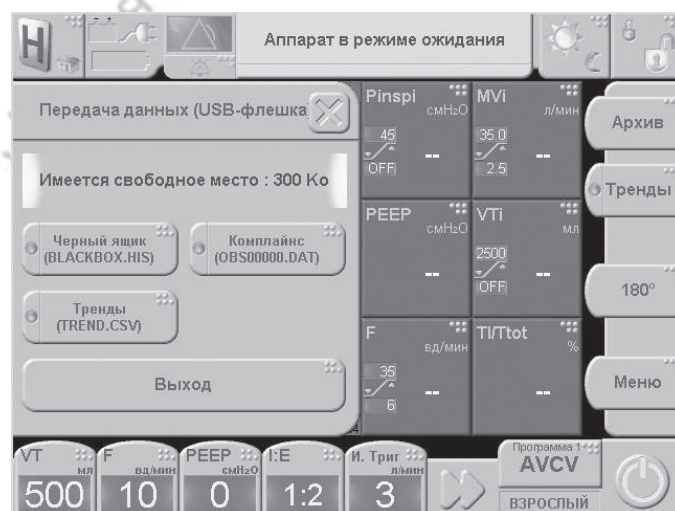 H
Аппарат в режиме ожидания
Передача данных (USB-флешка
Имеется свободное место : 300 Ko
Черный ящик
(BLACKBOX.HIS)
Комплайнс
(OBS00000.DAT)
Тренды
(TREND.CSV)
Выход
Pinspi
смH₂O
45
OFF
--
MVi
л/мин
35.0
2.5
--
PEEP
смH₂O
--
VTi
мл
2500
OFF
--
F
вд/мин
35
6
--
TI/Ttot
%
--
Архив
Тренды
180°
Меню
VT
мл
500
F
вд/мин
10
PEEP
смH₂O
0
I:E
1:2
И. Триг
л/мин
3
Программа 1
AVCV
ВЗРОСЛЫЙ